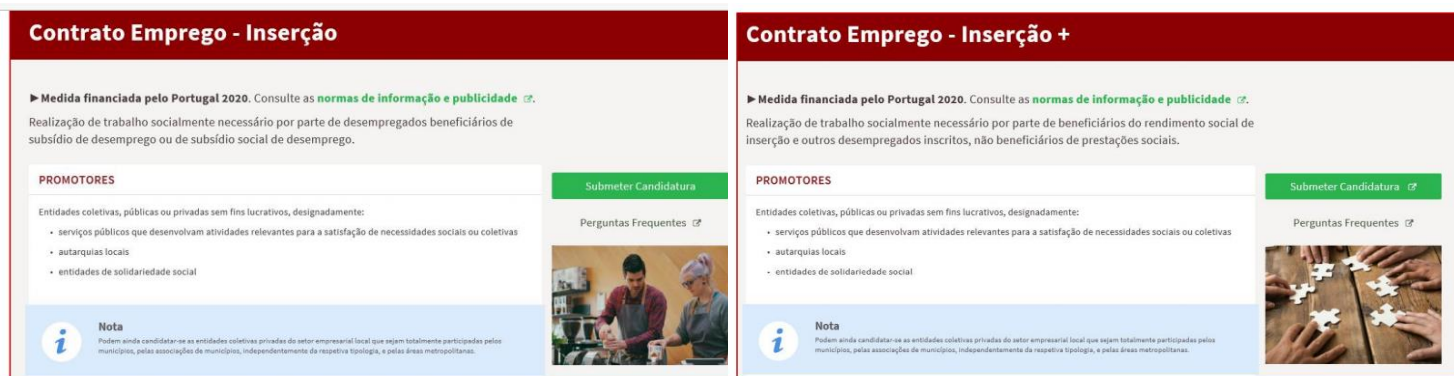 Contrato Emprego - Inserção
►Medida financiada pelo Portugal 2020. Consulte as normas de informação e publicidade.
Realização de trabalho socialmente necessário por parte de desempregados beneficiários de
subsídio de desemprego ou de subsídio social de desemprego.
PROMOTORES
Entidades coletivas, públicas ou privadas sem fins lucrativos, designadamente:
• serviços públicos que desenvolvam atividades relevantes para a satisfação de necessidades sociais ou coletivas
• autarquias locais
• entidades de solidariedade social
Nota
Podem ainda candidatar-se as entidades coletivas privadas do setor empresarial local que sejam totalmente participadas pelos
municípios, pelas associações de municípios, independentemente da respetiva tipologia, e pelas áreas metropolitanas.
Submeter Candidatura
Perguntas Frequentes
Contrato Emprego - Inserção +
►Medida financiada pelo Portugal 2020. Consulte as normas de informação e publicidade.
Realização de trabalho socialmente necessário por parte de beneficiários do rendimento social de
inserção e outros desempregados inscritos, não beneficiários de prestações sociais.
PROMOTORES
Entidades coletivas, públicas ou privadas sem fins lucrativos, designadamente:
• serviços públicos que desenvolvam atividades relevantes para a satisfação de necessidades sociais ou coletivas
• autarquias locais
• entidades de solidariedade social
Nota
Podem ainda candidatar-se as entidades coletivas privadas do setor empresarial local que sejam totalmente participadas pelos
municípios, pelas associações de municípios, independentemente da respetiva tipologia, e pelas áreas metropolitanas.
Submeter Candidatura
Perguntas Frequentes